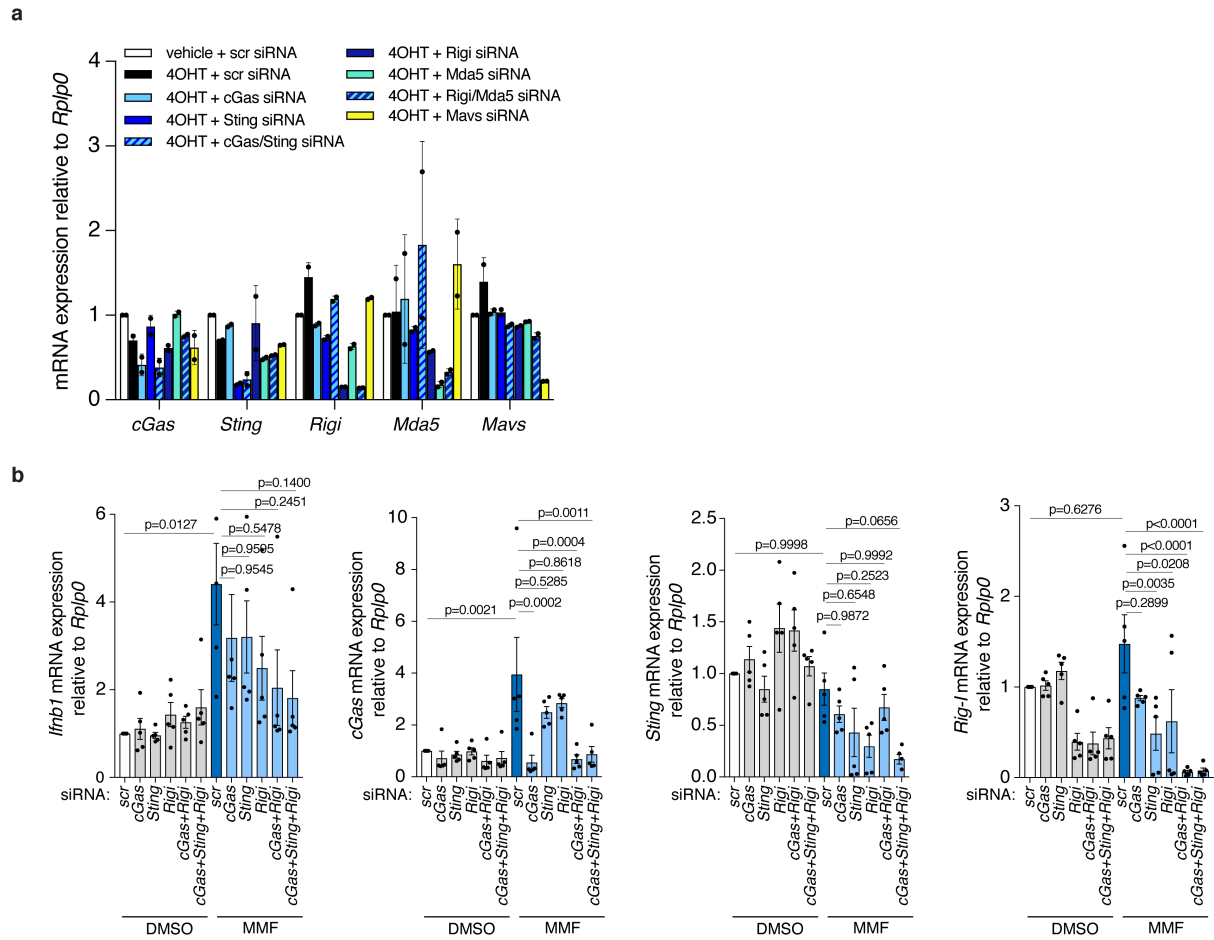 a
mRNA expression relative to Rplp0
4
3
2
1
0
vehicle + scr siRNA
4OHT + scr siRNA
4OHT + cGas siRNA
4OHT + Sting siRNA
4OHT + cGas/Sting siRNA
4OHT + Rigi siRNA
4OHT + Mda5 siRNA
4OHT + Rigi/Mda5 siRNA
4OHT + Mavs siRNA
cGas
Sting
Rigi
Mda5
Mavs
b
Ifnb1 mRNA expression
relative to Rplp0
6
4
2
0
p=0.1400
p=0.2451
p=0.0127
p=0.5478
p=0.9595
p=0.9545
siRNA:
scr
cGas
Sting
Rigi
cGas+Rigi
cGas+Sting+Rigi
scr
cGas
Sting
Rigi
cGas+Rigi
cGas+Sting+Rigi
DMSO
MMF
cGas mRNA expression
relative to Rplp0
10
8
6
4
2
0
p=0.0011
p=0.0004
p=0.8618
p=0.5285
p=0.0002
p=0.0021
siRNA:
scr
cGas
Sting
Rigi
cGas+Rigi
cGas+Sting+Rigi
scr
cGas
Sting
Rigi
cGas+Rigi
cGas+Sting+Rigi
DMSO
MMF
Sting mRNA expression
relative to Rplp0
2.5
2.0
1.5
1.0
0.5
0.0
p=0.0656
p=0.9998
p=0.9992
p=0.2523
p=0.6548
p=0.9872
siRNA:
scr
cGas
Sting
Rigi
cGas+Rigi
cGas+Sting+Rigi
scr
cGas
Sting
Rigi
cGas+Rigi
cGas+Sting+Rigi
DMSO
MMF
Rig-I mRNA expression
relative to Rplp0
3
2
1
0
p=0.6276
p<0.0001
p<0.0001
p=0.0208
p=0.0035
p=0.2899
siRNA:
scr
cGas
Sting
Rigi
cGas+Rigi
cGas+Sting+Rigi
scr
cGas
Sting
Rigi
cGas+Rigi
cGas+Sting+Rigi
DMSO
MMF